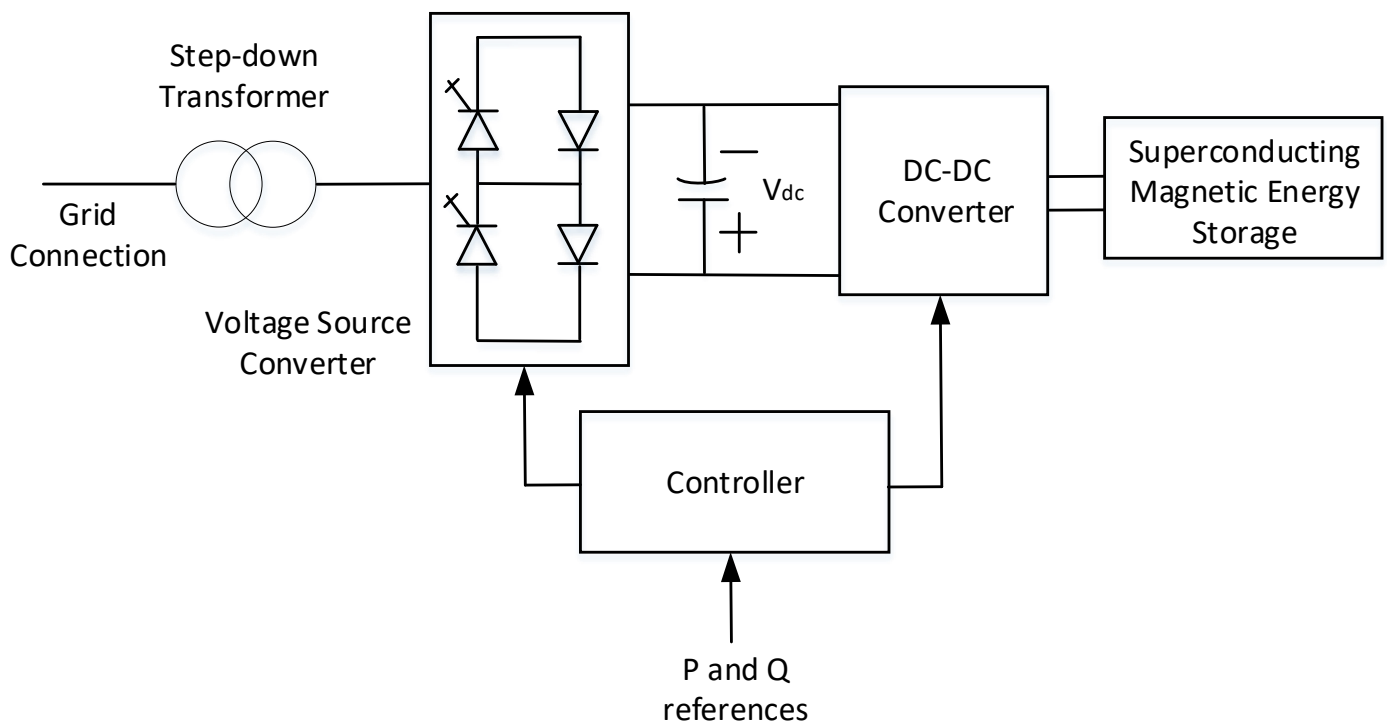 Step-down
Transformer
Grid
Connection
Voltage Source
Converter
−
Vdc
+
DC-DC
Converter
Superconducting
Magnetic Energy
Storage
Controller
P and Q
references